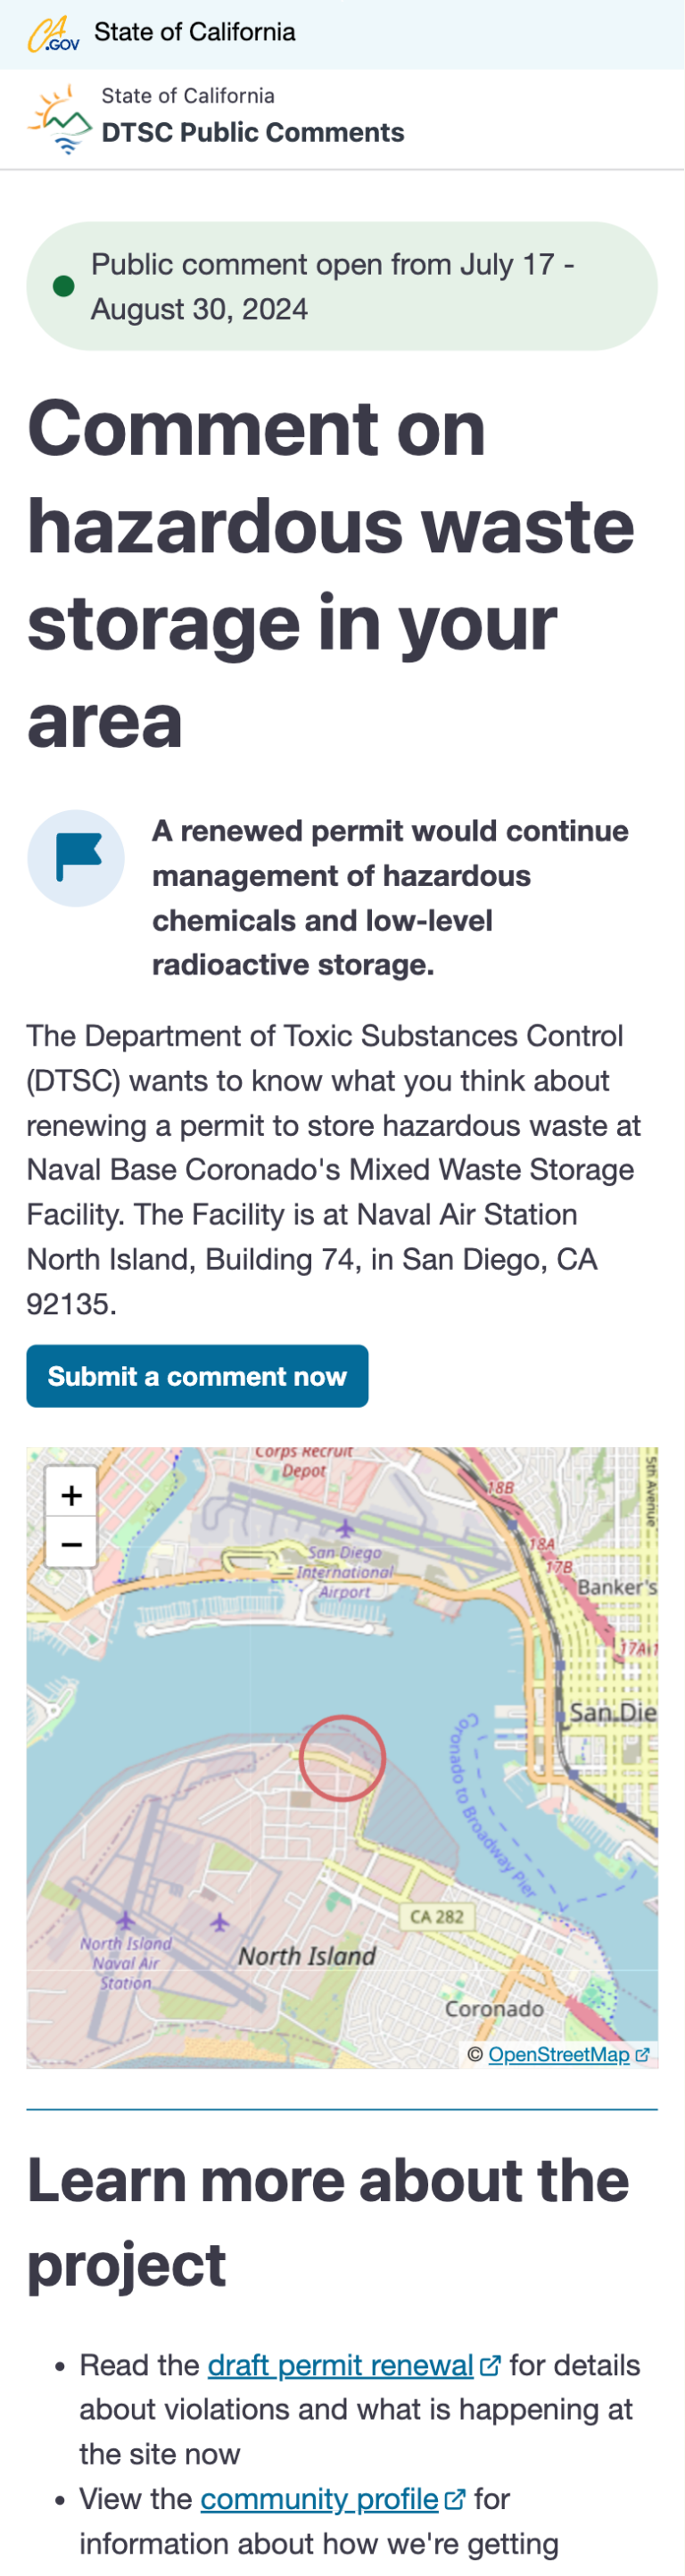 CA.GOV State of California
State of California
DTSC Public Comments
Public comment open from July 17 -
August 30, 2024
Comment on
hazardous waste
storage in your
area
A renewed permit would continue
management of hazardous
chemicals and low-level
radioactive storage.
The Department of Toxic Substances Control
(DTSC) wants to know what you think about
renewing a permit to store hazardous waste at
Naval Base Coronado's Mixed Waste Storage
Facility. The Facility is at Naval Air Station
North Island, Building 74, in San Diego, CA
92135.
Submit a comment now
Corps Recruit
Depot
+
−
5th Avenue
18B
18A
17B
San Diego
International
Airport
Banker's
17A
San Die
Coronado to Broadway Pier
CA 282
North Island
Naval Air
Station
North Island
Coronado
© OpenStreetMap
Learn more about the
project
• Read the draft permit renewal for details
about violations and what is happening at
the site now
• View the community profile for
information about how we're getting